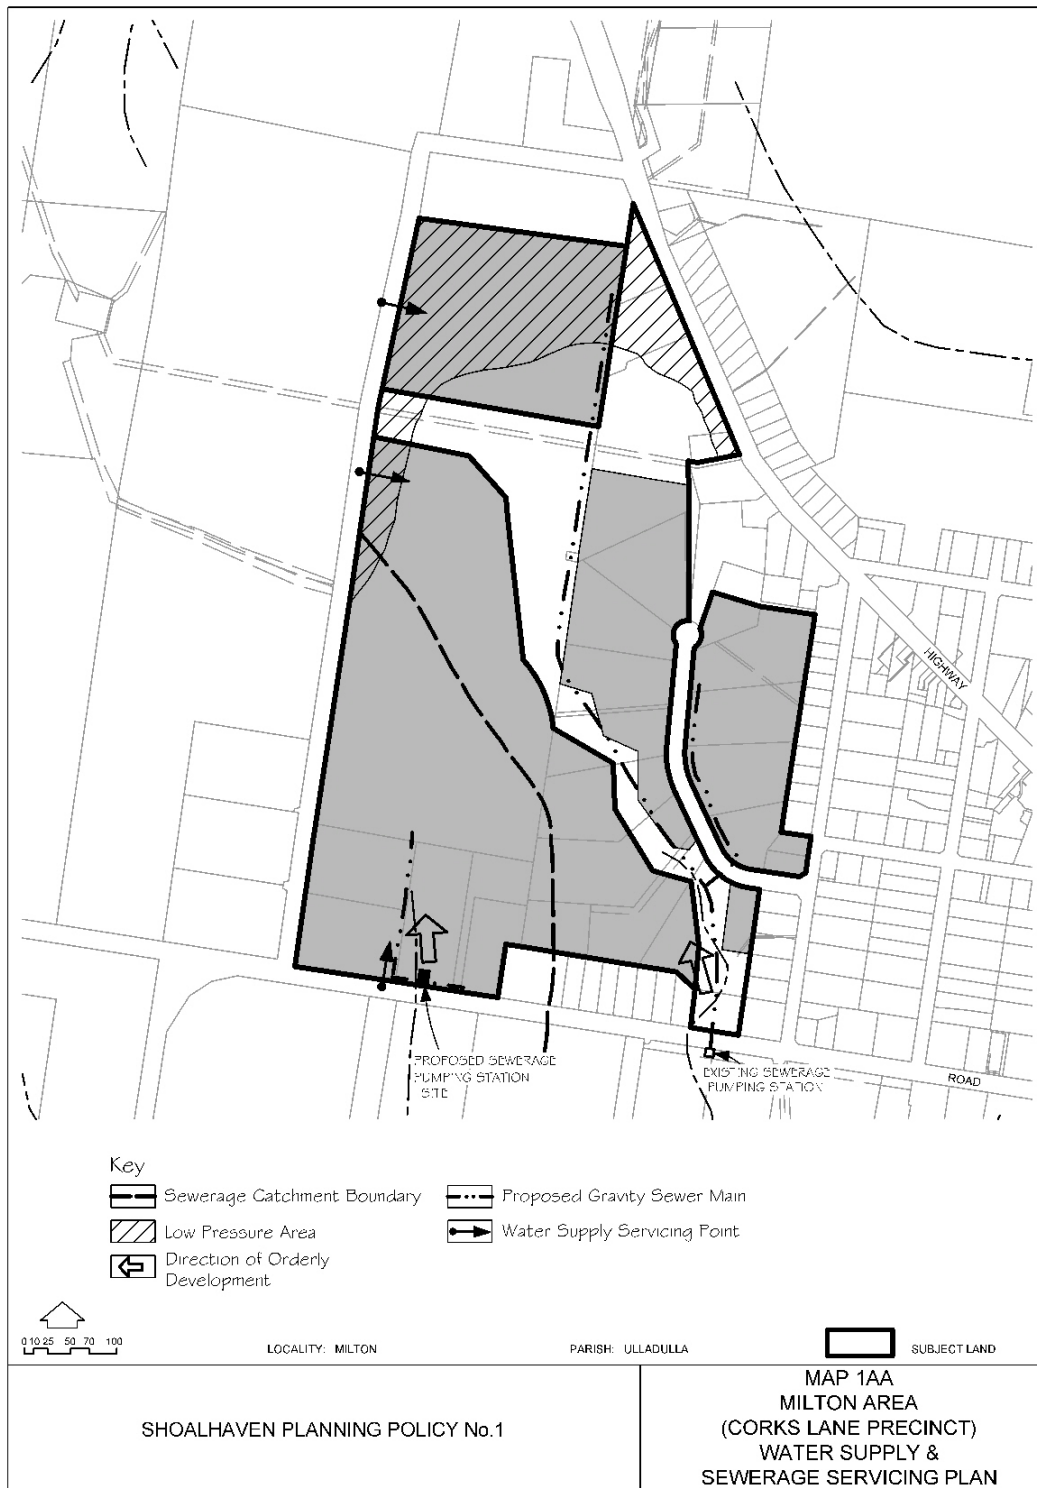 HIGHWAY
PROPOSED SEWERAGE
PUMPING STATION
SITE
EXISTING SEWERAGE
PUMPING STATION
ROAD
Key
Sewerage Catchment Boundary
Proposed Gravity Sewer Main
Low Pressure Area
Water Supply Servicing Point
Direction of Orderly
Development
0 10 25 50 70 100
LOCALITY: MILTON
PARISH: ULLADULLA
SUBJECT LAND
SHOALHAVEN PLANNING POLICY No.1
MAP 1AA
MILTON AREA
(CORKS LANE PRECINCT)
WATER SUPPLY &
SEWERAGE SERVICING PLAN